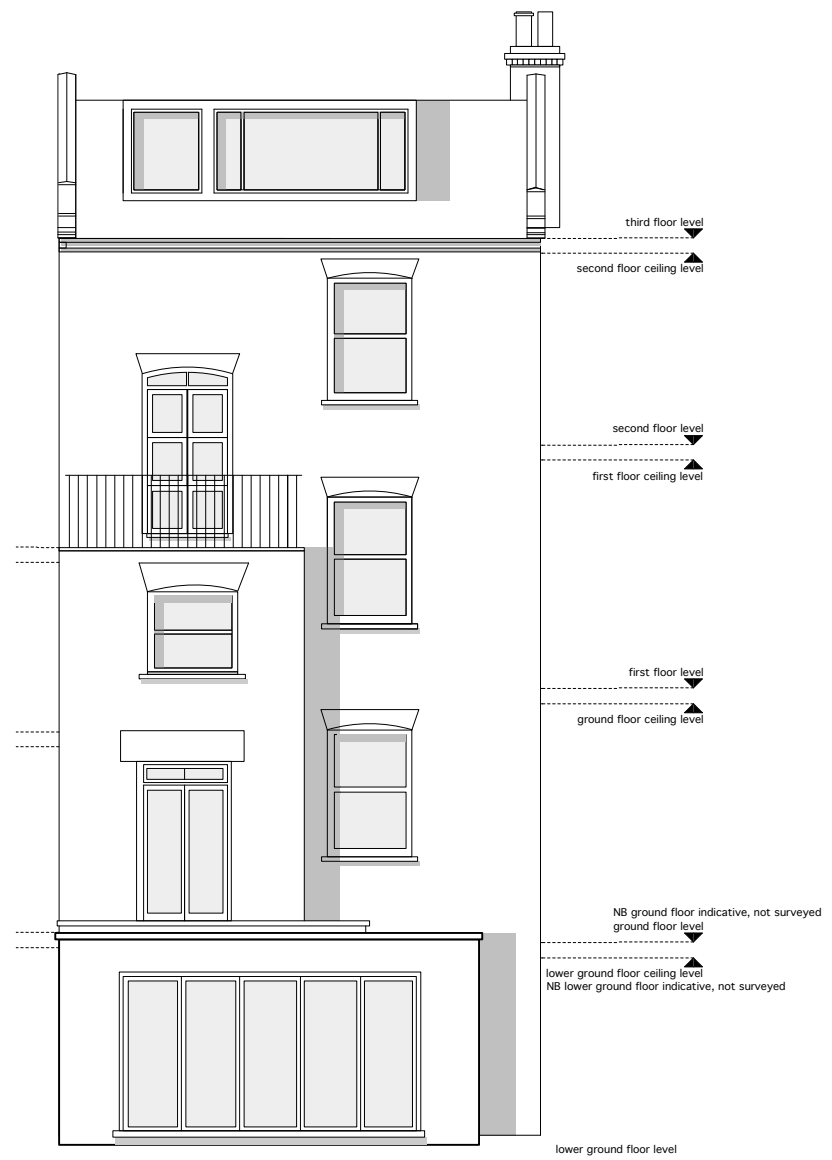 third floor level
second floor ceiling level
second floor level
first floor ceiling level
first floor level
ground floor ceiling level
NB ground floor indicative, not surveyed
ground floor level
lower ground floor ceiling level
NB lower ground floor indicative, not surveyed
lower ground floor level